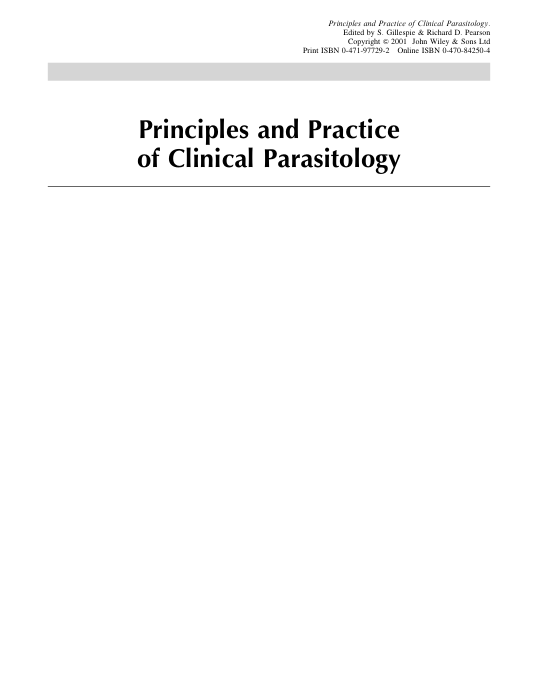 Principles and Practice of Clinical Parasitology.
Edited by S. Gillespie & Richard D. Pearson
Copyright © 2001 John Wiley & Sons Ltd
Print ISBN 0-471-97729-2 Online ISBN 0-470-84250-4
Principles and Practice
of Clinical Parasitology